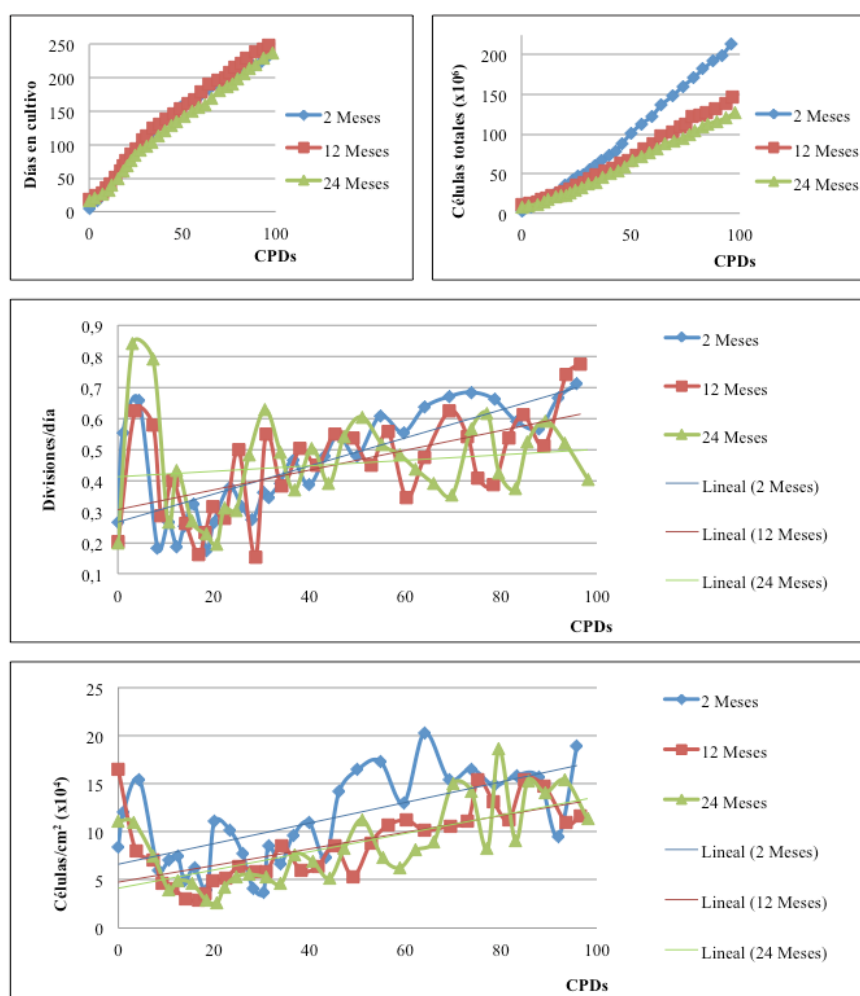 250
200
150
100
50
0
Días en cultivo
0
50
100
CPDs
2 Meses
12 Meses
24 Meses
200
150
100
50
0
Células totales (x10⁶)
0
50
100
CPDs
2 Meses
12 Meses
24 Meses
0,9
0,8
0,7
0,6
0,5
0,4
0,3
0,2
0,1
Divisiones/día
0
20
40
60
80
100
CPDs
2 Meses
12 Meses
24 Meses
Lineal (2 Meses)
Lineal (12 Meses)
Lineal (24 Meses)
25
20
15
10
5
0
Células/cm² (x10⁴)
0
20
40
60
80
100
CPDs
2 Meses
12 Meses
24 Meses
Lineal (2 Meses)
Lineal (12 Meses)
Lineal (24 Meses)